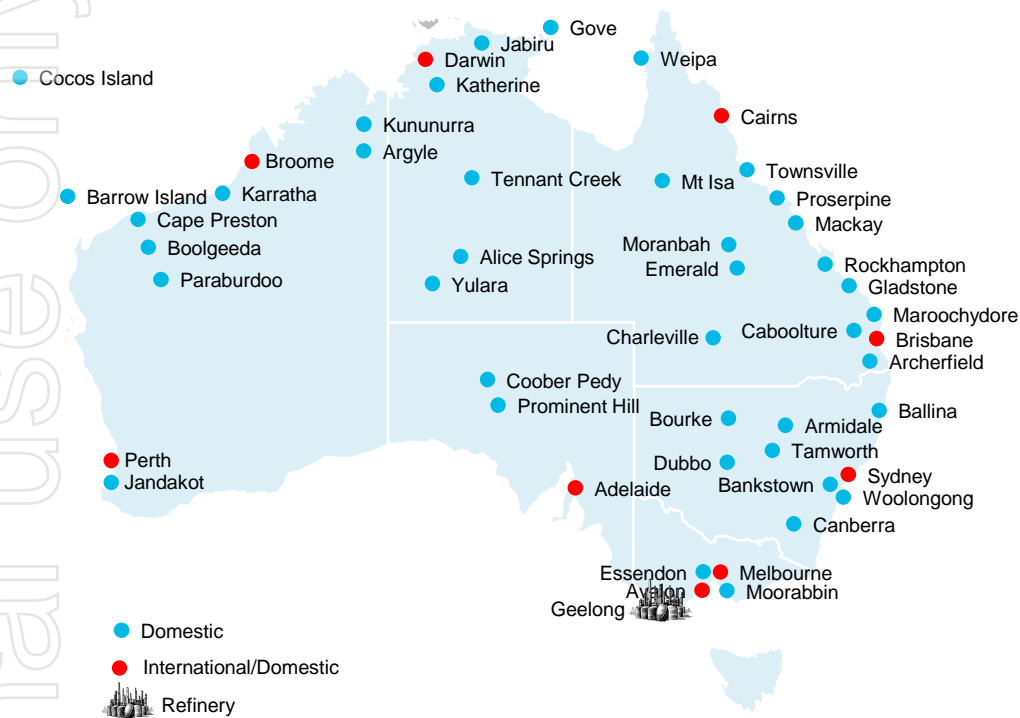 Gove
Jabiru
Darwin
Weipa
Cocos Island
Katherine
Cairns
Kununurra
Argyle
Broome
Townsville
Tennant Creek
Mt Isa
Barrow Island
Karratha
Proserpine
Cape Preston
Mackay
Boolgeeda
Moranbah
Alice Springs
Rockhampton
Emerald
Paraburdoo
Yulara
Gladstone
Maroochydore
Caboolture
Charleville
Brisbane
Archerfield
Coober Pedy
Prominent Hill
Ballina
Bourke
Armidale
Tamworth
Perth
Dubbo
Sydney
Jandakot
Adelaide
Bankstown
Woolongong
Canberra
Essendon
Melbourne
Avalon
Moorabbin
Geelong
Domestic
International/Domestic
Refinery
nal use only